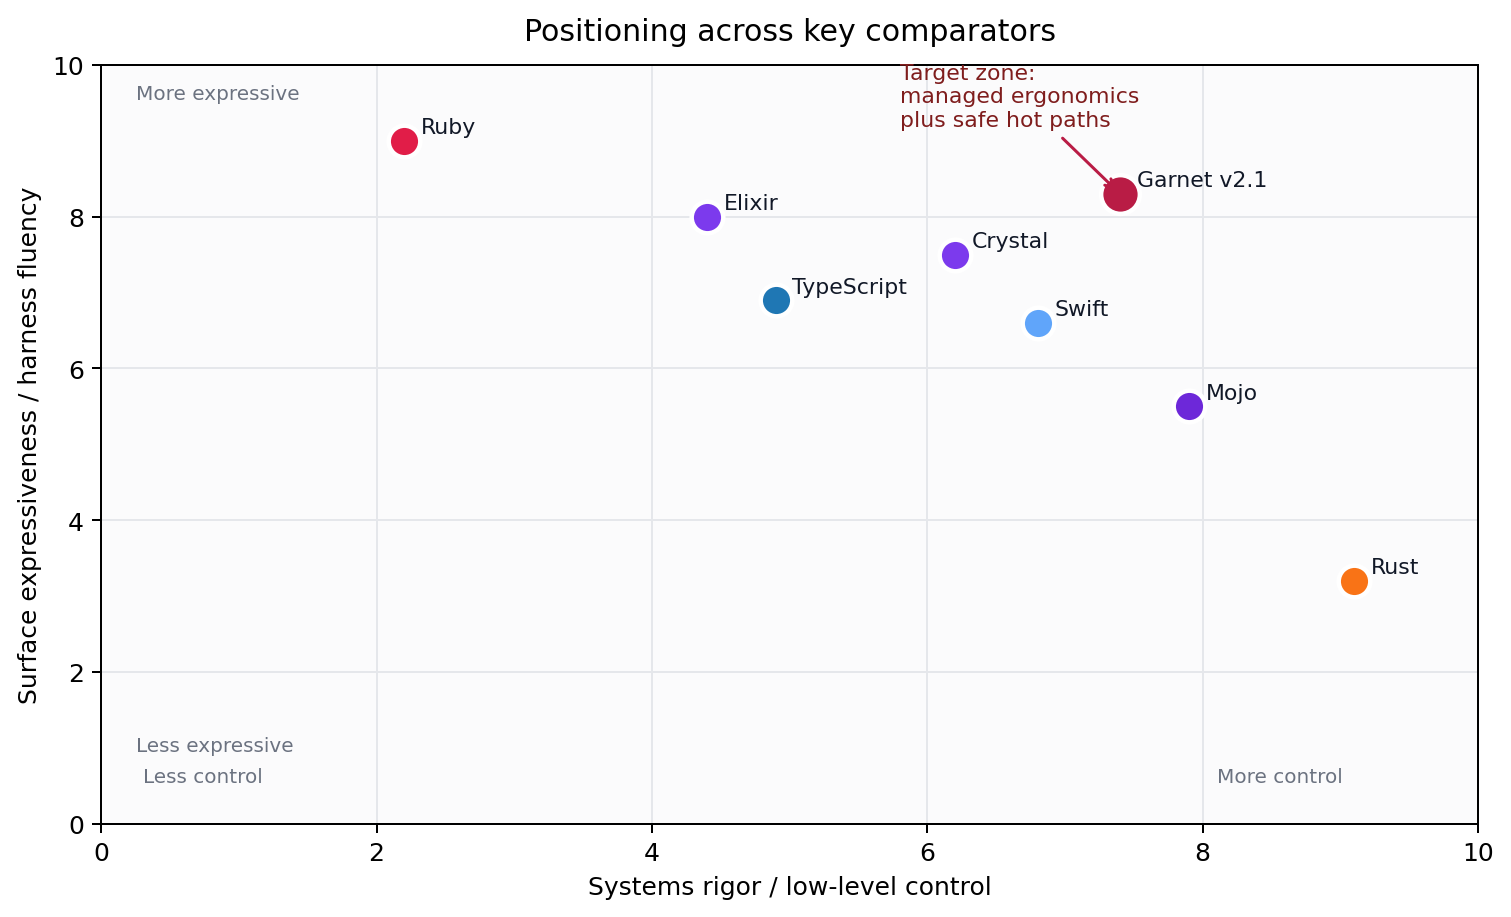 Positioning across key comparators
Target zone:
managed ergonomics
plus safe hot paths
More expressive
Ruby
Garnet v2.1
Elixir
Crystal
TypeScript
Swift
Mojo
Rust
Less expressive
Less control
More control
10
8
6
4
2
0
0
2
4
6
8
10
Surface expressiveness / harness fluency
Systems rigor / low-level control